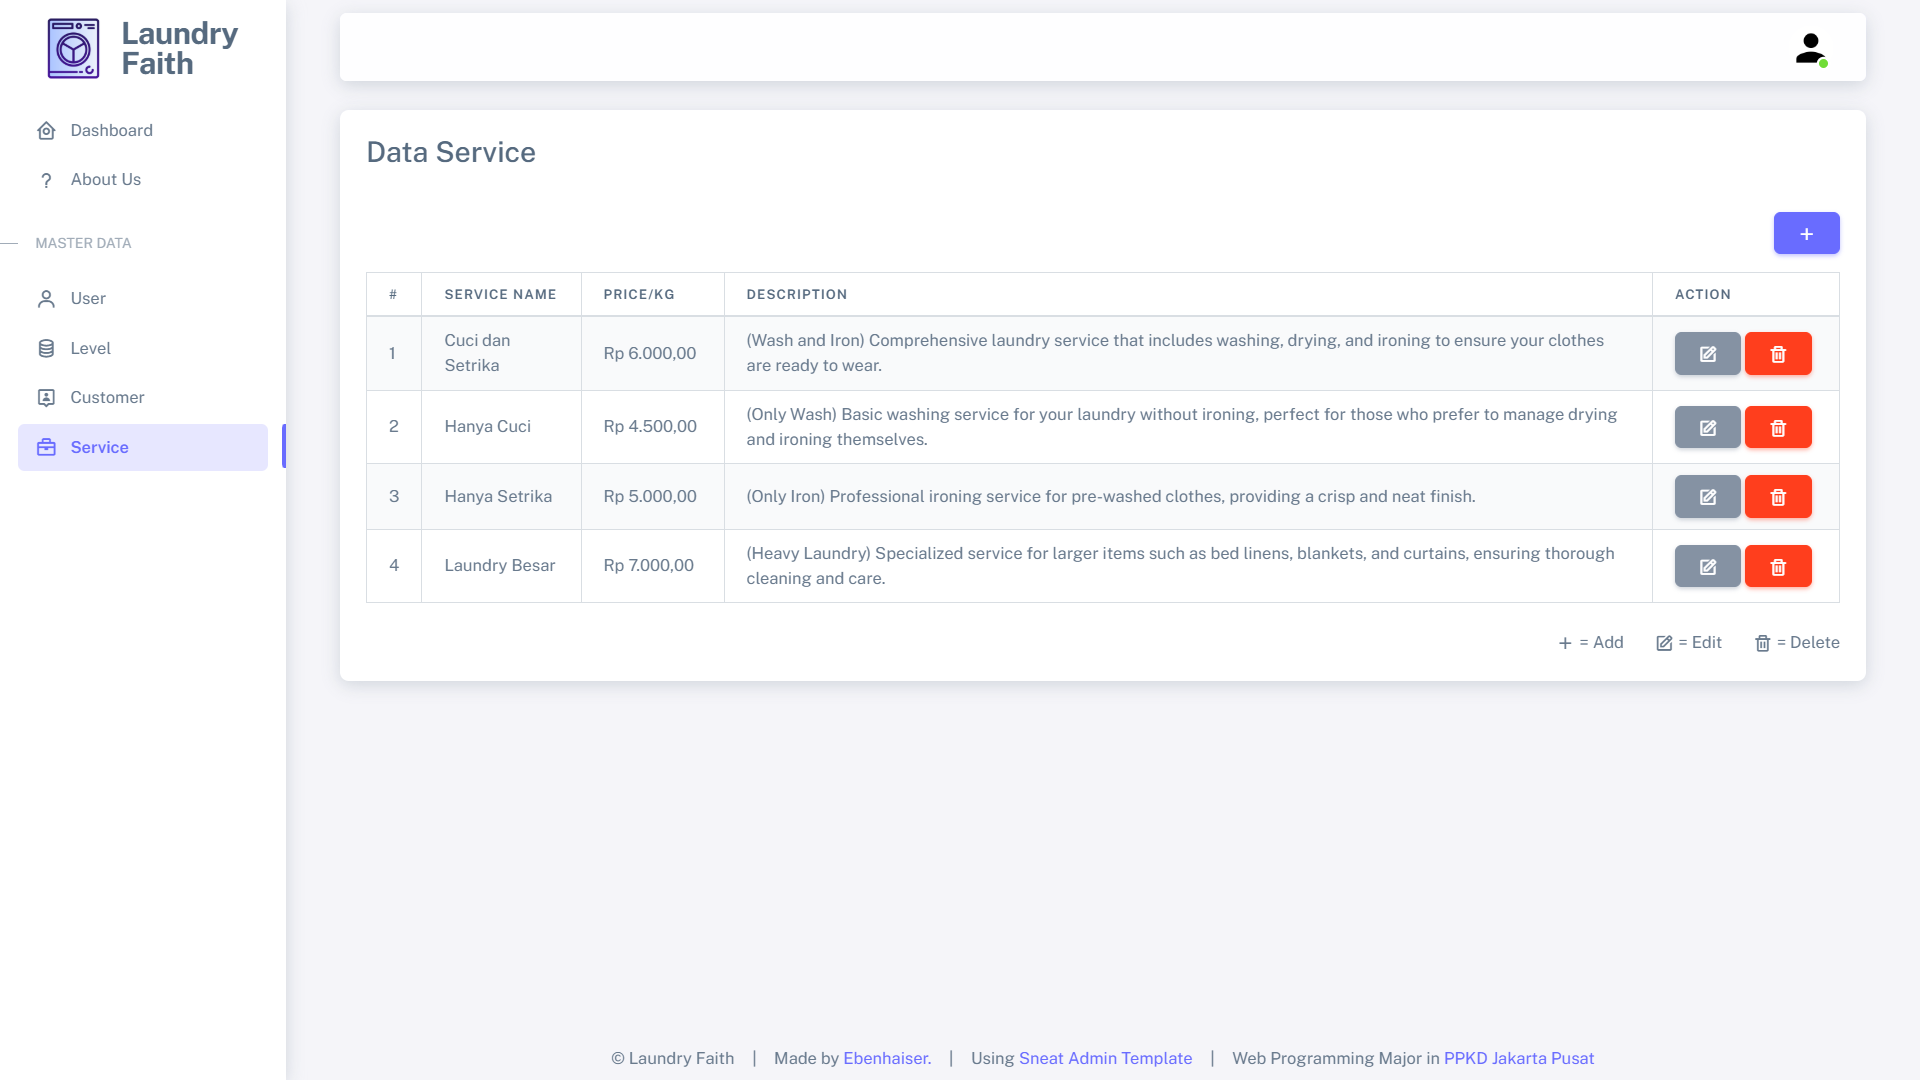 Laundry
Faith
Dashboard
About Us
MASTER DATA
User
Level
Customer
Service
Data Service
+
# SERVICE NAME PRICE/KG DESCRIPTION ACTION
1 Cuci dan Setrika Rp 6.000,00 (Wash and Iron) Comprehensive laundry service that includes washing, drying, and ironing to ensure your clothes
are ready to wear.
2 Hanya Cuci Rp 4.500,00 (Only Wash) Basic washing service for your laundry without ironing, perfect for those who prefer to manage drying
and ironing themselves.
3 Hanya Setrika Rp 5.000,00 (Only Iron) Professional ironing service for pre-washed clothes, providing a crisp and neat finish.
4 Laundry Besar Rp 7.000,00 (Heavy Laundry) Specialized service for larger items such as bed linens, blankets, and curtains, ensuring thorough
cleaning and care.
+ = Add = Edit = Delete
© Laundry Faith | Made by Ebenhaiser. | Using Sneat Admin Template | Web Programming Major in PPKD Jakarta Pusat